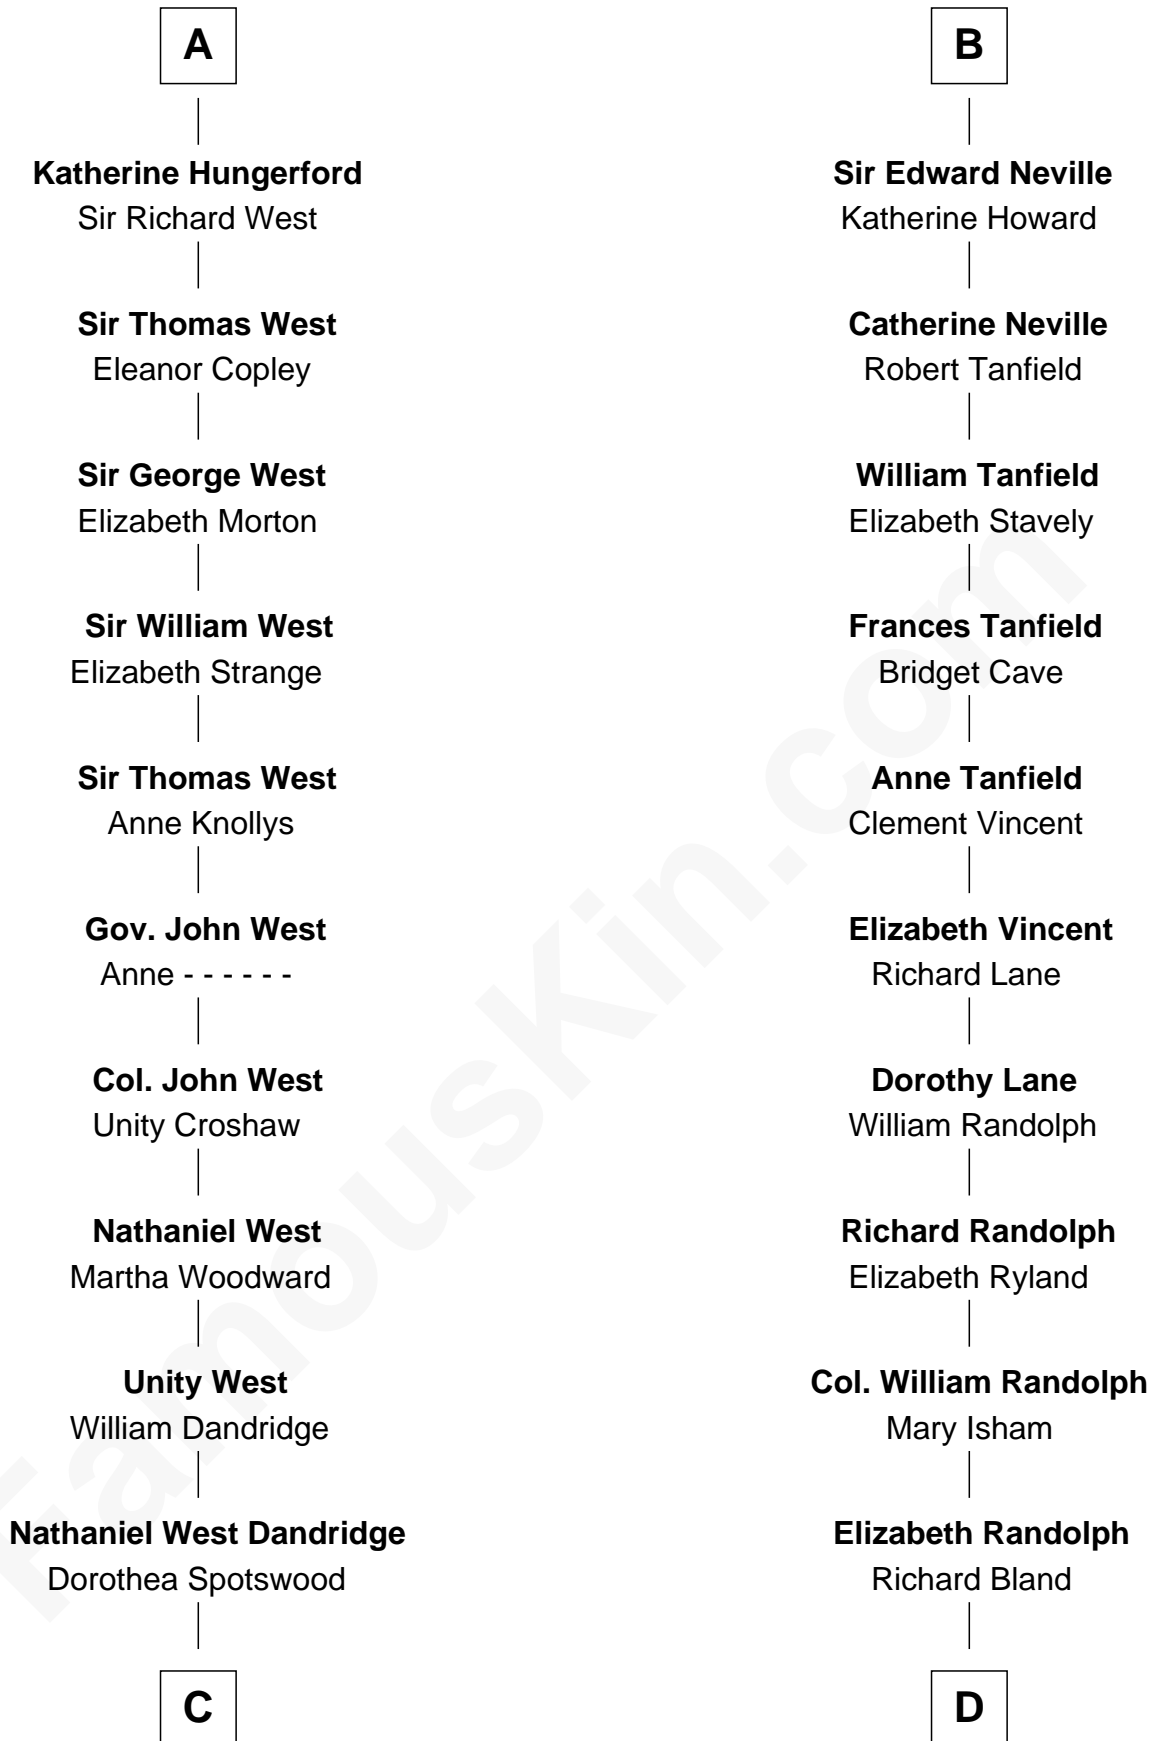 A
Katherine Hungerford
Sir Richard West
Sir Thomas West
Eleanor Copley
Sir George West
Elizabeth Morton
Sir William West
Elizabeth Strange
Sir Thomas West
Anne Knollys
Gov. John West
Anne - - - - - -
Col. John West
Unity Croshaw
Nathaniel West
Martha Woodward
Unity West
William Dandridge
Nathaniel West Dandridge
Dorothea Spotswood
C
B
Sir Edward Neville
Katherine Howard
Catherine Neville
Robert Tanfield
William Tanfield
Elizabeth Stavely
Frances Tanfield
Bridget Cave
Anne Tanfield
Clement Vincent
Elizabeth Vincent
Richard Lane
Dorothy Lane
William Randolph
Richard Randolph
Elizabeth Ryland
Col. William Randolph
Mary Isham
Elizabeth Randolph
Richard Bland
D
FamousKin.com